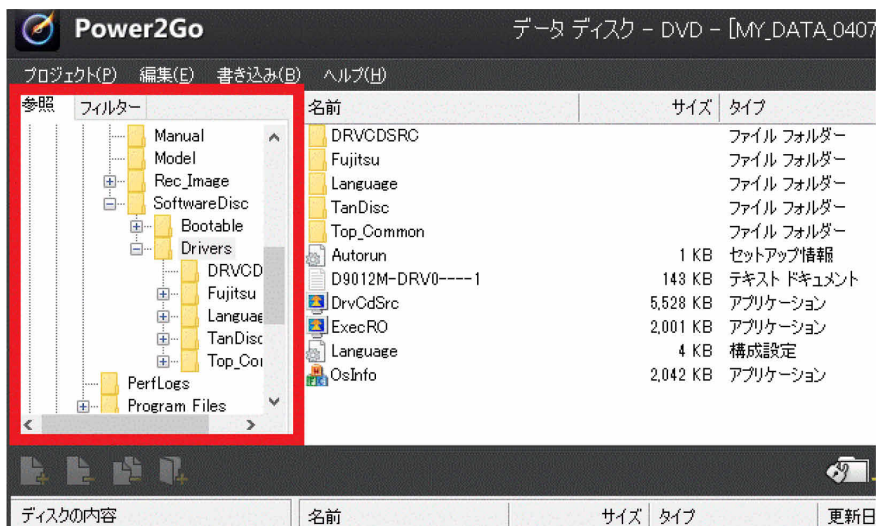 Power2Go データ ディスク - DVD - [MY_DATA_0407
プロジェクト(P) 編集(E) 書き込み(B) ヘルプ(H)
参照 フィルター
Manual
Model
Rec_Image
SoftwareDisc
Bootable
Drivers
DRVCD
Fujitsu
Languag
TanDisc
Top_Co
PerfLogs
Program Files
名前 サイズ タイプ
DRVCDSRC ファイル フォルダー
Fujitsu ファイル フォルダー
Language ファイル フォルダー
TanDisc ファイル フォルダー
Top_Common ファイル フォルダー
Autorun 1 KB セットアップ情報
D9012M-DRV0----1 143 KB テキスト ドキュメント
DrvCdSrc 5,528 KB アプリケーション
ExecRO 2,001 KB アプリケーション
Language 4 KB 構成設定
OsInfo 2,042 KB アプリケーション
ディスクの内容 名前 サイズ タイプ 更新日